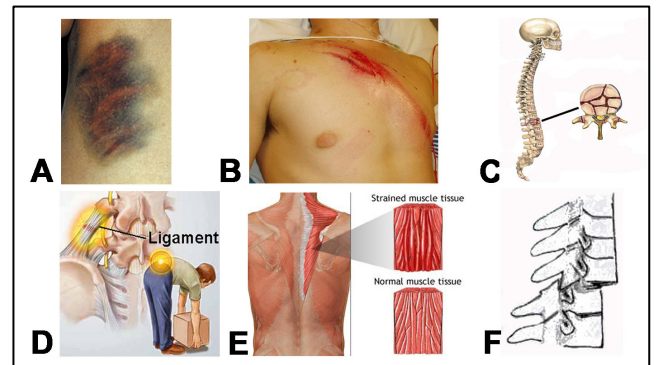 A
B
C
Ligament
D
Strained muscle tissue
Normal muscle tissue
E
F